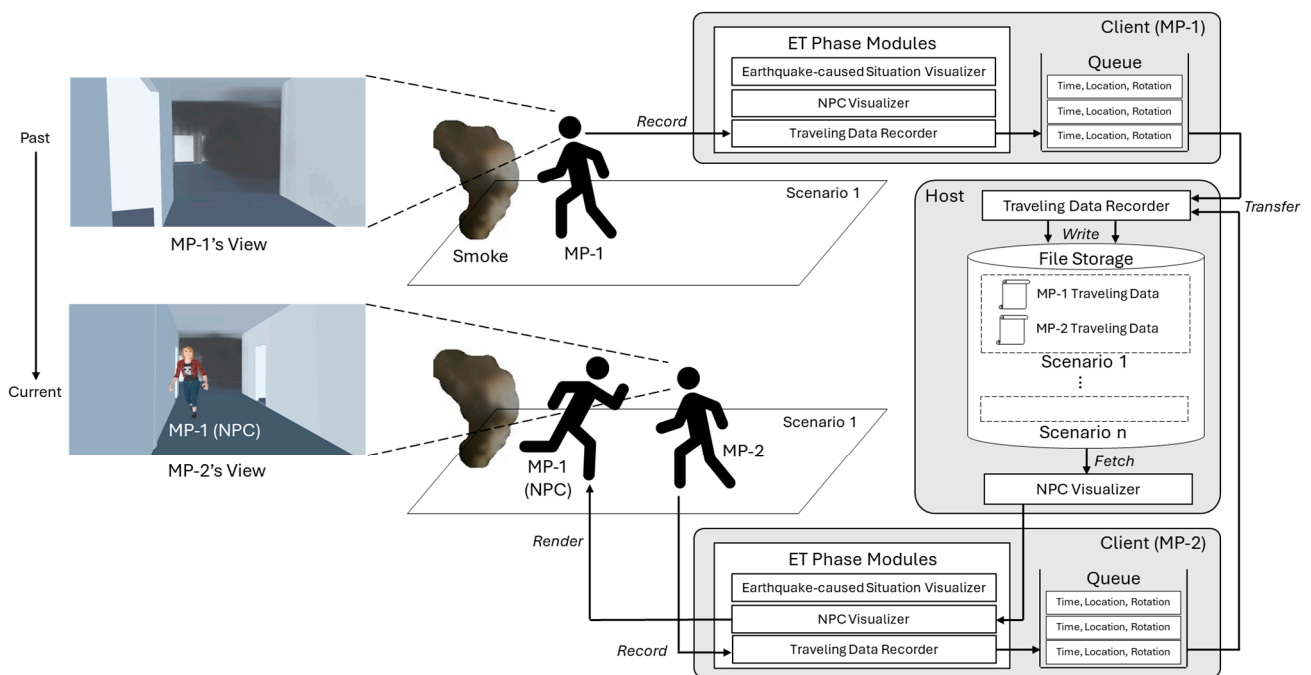 Past
Current
MP-1's View
Smoke
MP-1
Scenario 1
Record
Client (MP-1)
ET Phase Modules
Earthquake-caused Situation Visualizer
NPC Visualizer
Traveling Data Recorder
Queue
Time, Location, Rotation
Time, Location, Rotation
Time, Location, Rotation
Host
Traveling Data Recorder
Transfer
Write
File Storage
MP-1 Traveling Data
MP-2 Traveling Data
Scenario 1
⋮
Scenario n
Fetch
NPC Visualizer
MP-1 (NPC)
MP-2's View
Scenario 1
MP-1
(NPC)
MP-2
Render
Record
Client (MP-2)
ET Phase Modules
Earthquake-caused Situation Visualizer
NPC Visualizer
Traveling Data Recorder
Queue
Time, Location, Rotation
Time, Location, Rotation
Time, Location, Rotation